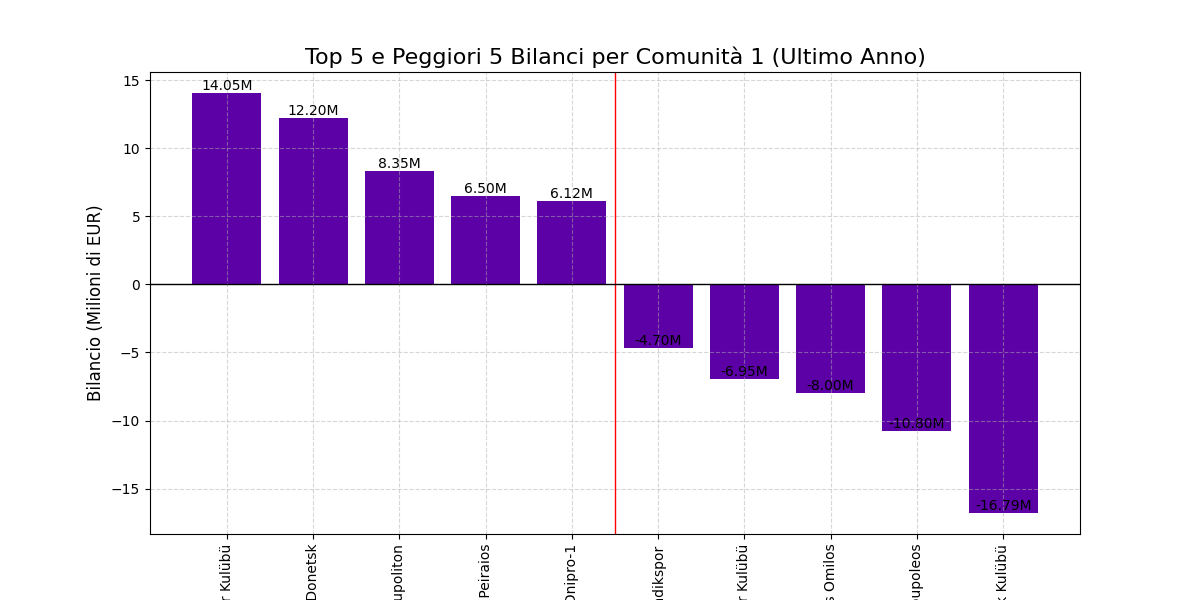 Top 5 e Peggiori 5 Bilanci per Comunità 1 (Ultimo Anno)
Bilancio (Milioni di EUR)
15
10
5
0
−5
−10
−15
14.05M
12.20M
8.35M
6.50M
6.12M
-4.70M
-6.95M
-8.00M
-10.80M
-16.79M
r Kulübü
Donetsk
upoliton
Peiraios
Dnipro-1
ndikspor
r Kulübü
s Omilos
oupoleos
k Kulübü